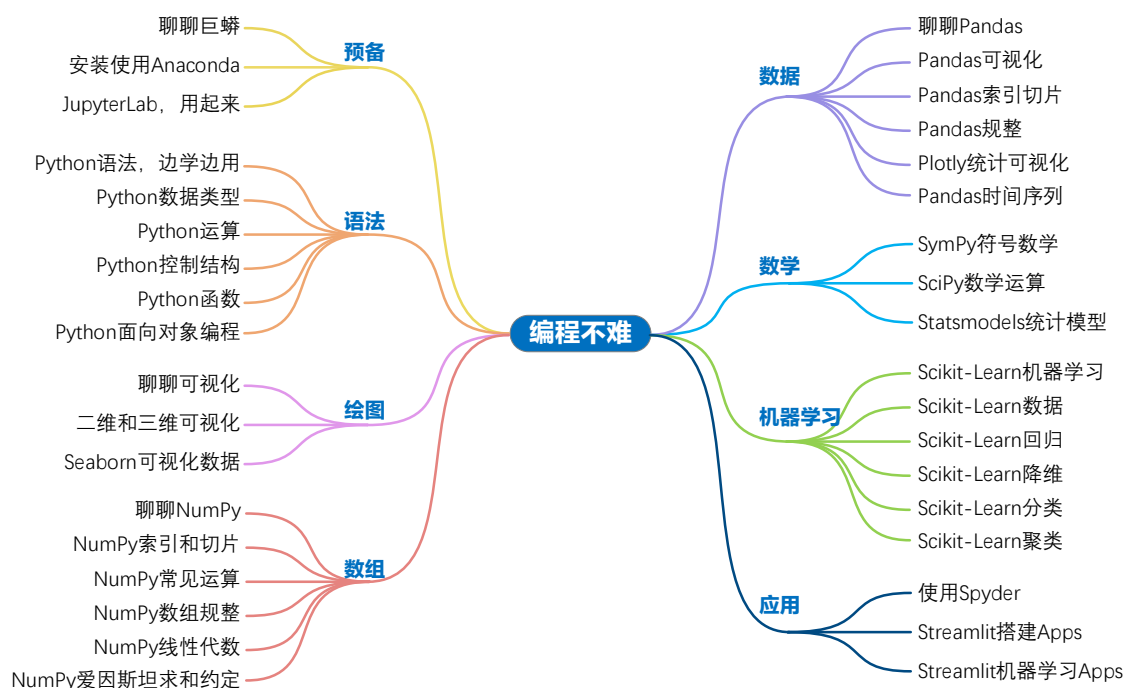 编程不难
预备
聊聊巨蟒
安装使用Anaconda
JupyterLab，用起来
语法
Python语法，边学边用
Python数据类型
Python运算
Python控制结构
Python函数
Python面向对象编程
绘图
聊聊可视化
二维和三维可视化
Seaborn可视化数据
数组
聊聊NumPy
NumPy索引和切片
NumPy常见运算
NumPy数组规整
NumPy线性代数
NumPy爱因斯坦求和约定
数据
聊聊Pandas
Pandas可视化
Pandas索引切片
Pandas规整
Plotly统计可视化
Pandas时间序列
数学
SymPy符号数学
SciPy数学运算
Statsmodels统计模型
机器学习
Scikit-Learn机器学习
Scikit-Learn数据
Scikit-Learn回归
Scikit-Learn降维
Scikit-Learn分类
Scikit-Learn聚类
应用
使用Spyder
Streamlit搭建Apps
Streamlit机器学习Apps